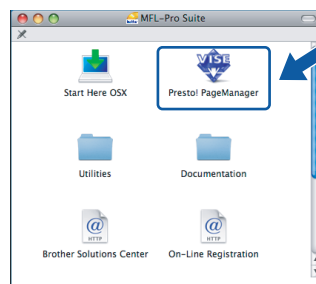 MFL-Pro Suite
VISE
Start Here OSX
Presto! PageManager
Utilities
Documentation
@
HTTP
@
HTTP
Brother Solutions Center
On-Line Registration